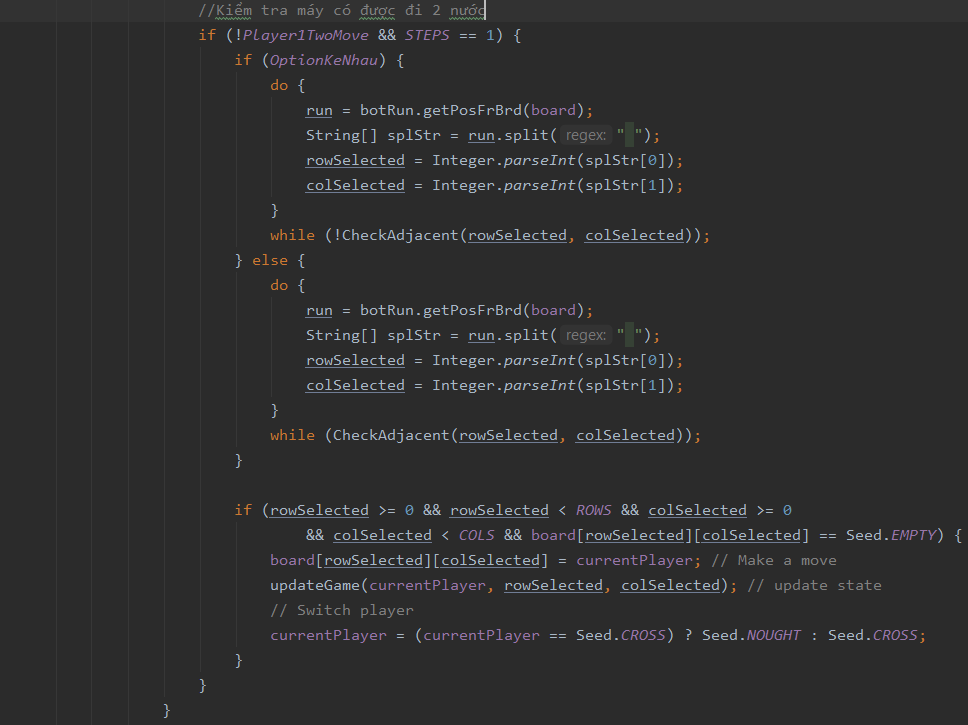 //Kiểm tra máy có được đi 2 nước
if (!Player1TwoMove && STEPS == 1) {
if (OptionKeNhau) {
do {
run = botRun.getPosFrBrd(board);
String[] splStr = run.split( regex: " ");
rowSelected = Integer.parseInt(splStr[0]);
colSelected = Integer.parseInt(splStr[1]);
}
while (!CheckAdjacent(rowSelected, colSelected));
} else {
do {
run = botRun.getPosFrBrd(board);
String[] splStr = run.split( regex: " ");
rowSelected = Integer.parseInt(splStr[0]);
colSelected = Integer.parseInt(splStr[1]);
}
while (CheckAdjacent(rowSelected, colSelected));
}
if (rowSelected >= 0 && rowSelected < ROWS && colSelected >= 0
&& colSelected < COLS && board[rowSelected][colSelected] == Seed.EMPTY) {
board[rowSelected][colSelected] = currentPlayer; // Make a move
updateGame(currentPlayer, rowSelected, colSelected); // update state
// Switch player
currentPlayer = (currentPlayer == Seed.CROSS) ? Seed.NOUGHT : Seed.CROSS;
}
}
}